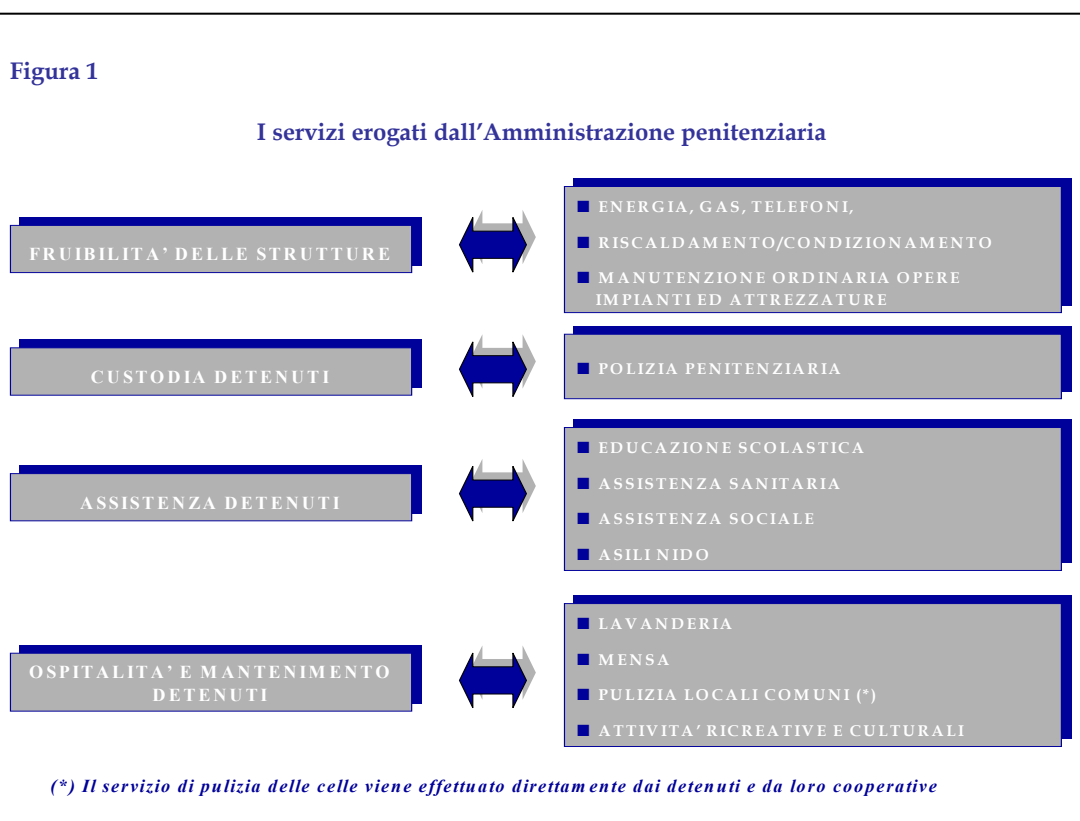 Figura 1
I servizi erogati dall'Amministrazione penitenziaria
FRUIBILITA' DELLE STRUTTURE
■ ENERGIA, GAS, TELEFONI,
■ RISCALDAMENTO/CONDIZIONAMENTO
■ MANUTENZIONE ORDINARIA OPERE
IMPIANTI ED ATTREZZATURE
CUSTODIA DETENUTI
■ POLIZIA PENITENZIARIA
ASSISTENZA DETENUTI
■ EDUCAZIONE SCOLASTICA
■ ASSISTENZA SANITARIA
■ ASSISTENZA SOCIALE
■ ASILI NIDO
OSPITALITA' E MANTENIMENTO
DETENUTI
■ LAVANDERIA
■ MENSA
■ PULIZIA LOCALI COMUNI (*)
■ ATTIVITA' RICREATIVE E CULTURALI
(*) Il servizio di pulizia delle celle viene effettuato direttamente dai detenuti e da loro cooperative